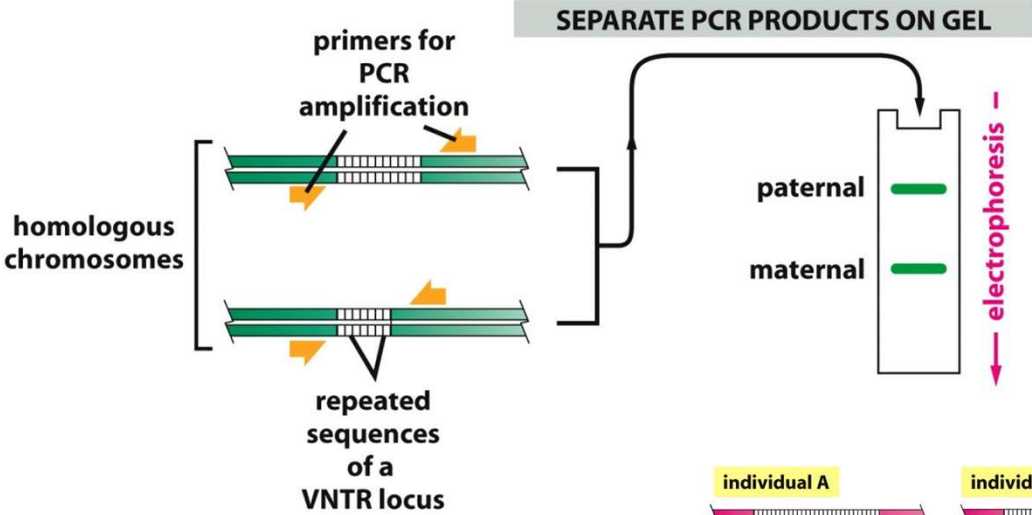 SEPARATE PCR PRODUCTS ON GEL
primers for
PCR
amplification
homologous
chromosomes
paternal
maternal
electrophoresis
repeated
sequences
of a
VNTR locus
individual A